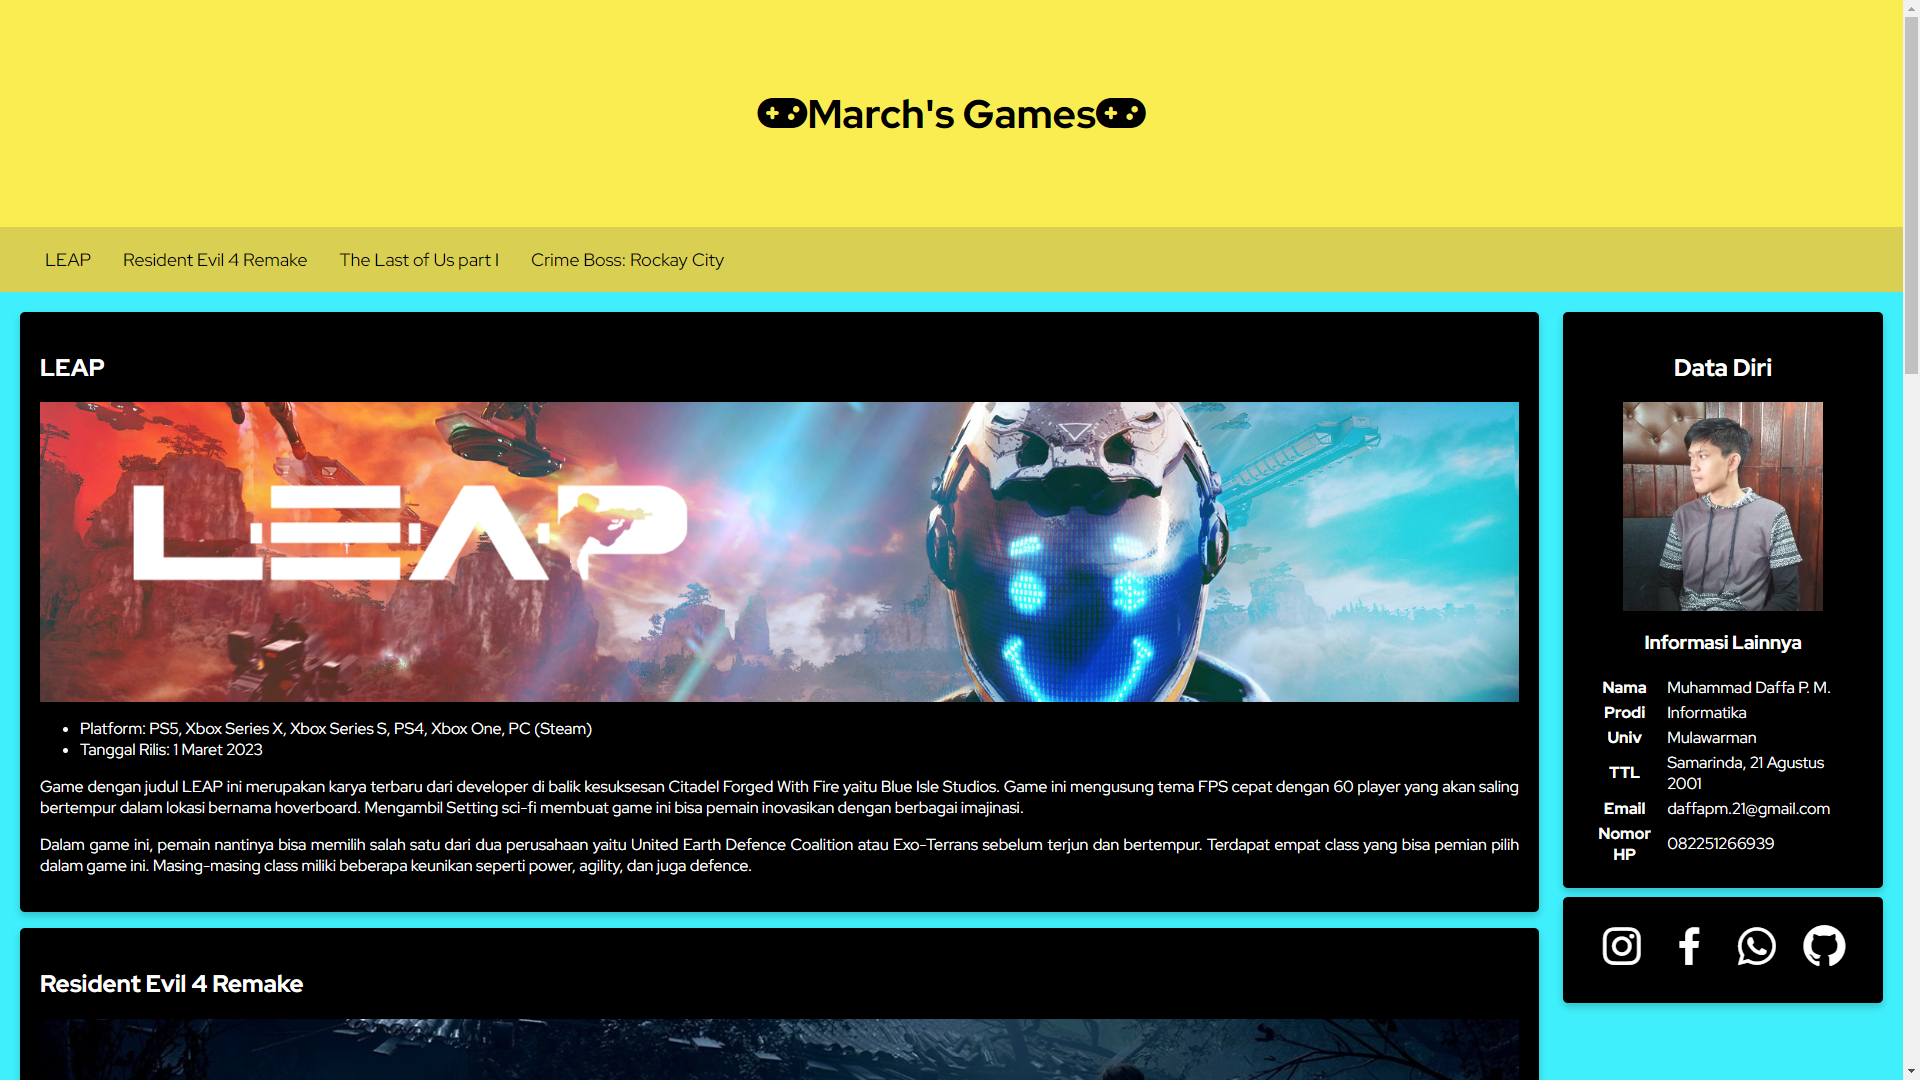 March's Games
LEAP
Resident Evil 4 Remake
The Last of Us part I
Crime Boss: Rockay City
LEAP
LEAP
Platform: PS5, Xbox Series X, Xbox Series S, PS4, Xbox One, PC (Steam)
Tanggal Rilis: 1 Maret 2023
Game dengan judul LEAP ini merupakan karya terbaru dari developer di balik kesuksesan Citadel Forged With Fire yaitu Blue Isle Studios. Game ini mengusung tema FPS cepat dengan 60 player yang akan saling
bertempur dalam lokasi bernama hoverboard. Mengambil Setting sci-fi membuat game ini bisa pemain inovasikan dengan berbagai imajinasi.
Dalam game ini, pemain nantinya bisa memilih salah satu dari dua perusahaan yaitu United Earth Defence Coalition atau Exo-Terrans sebelum terjun dan bertempur. Terdapat empat class yang bisa pemian pilih
dalam game ini. Masing-masing class miliki beberapa keunikan seperti power, agility, dan juga defence.
Resident Evil 4 Remake
Data Diri
Informasi Lainnya
Nama Muhammad Daffa P. M.
Prodi Informatika
Univ Mulawarman
TTL Samarinda, 21 Agustus
2001
Email daffapm.21@gmail.com
Nomor
HP 082251266939